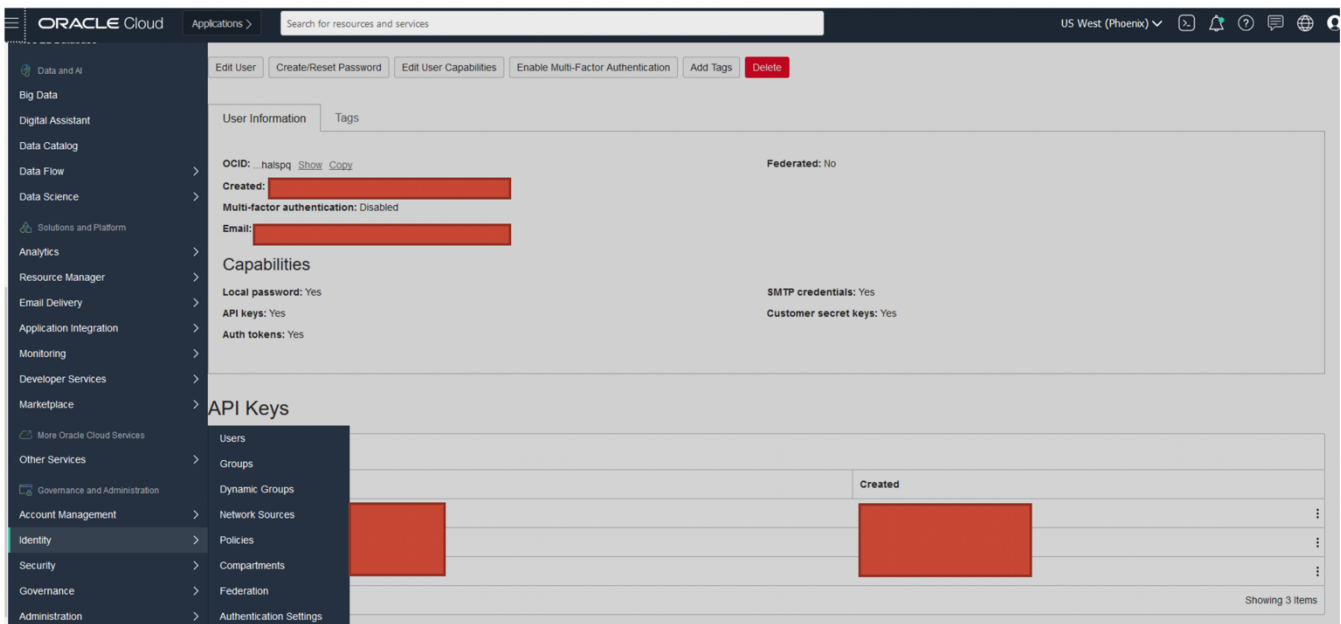 ORACLE Cloud
Applications >
Search for resources and services
US West (Phoenix)
Data and AI
Big Data
Digital Assistant
Data Catalog
Data Flow
Data Science
Solutions and Platform
Analytics
Resource Manager
Email Delivery
Application Integration
Monitoring
Developer Services
Marketplace
More Oracle Cloud Services
Other Services
Governance and Administration
Account Management
Identity
Security
Governance
Administration
Users
Groups
Dynamic Groups
Network Sources
Policies
Compartments
Federation
Authentication Settings
Edit User
Create/Reset Password
Edit User Capabilities
Enable Multi-Factor Authentication
Add Tags
Delete
User Information
Tags
OCID: ...halspq Show Copy
Federated: No
Created:
Multi-factor authentication: Disabled
Email:
Capabilities
Local password: Yes
SMTP credentials: Yes
API keys: Yes
Customer secret keys: Yes
Auth tokens: Yes
API Keys
Created
Showing 3 Items